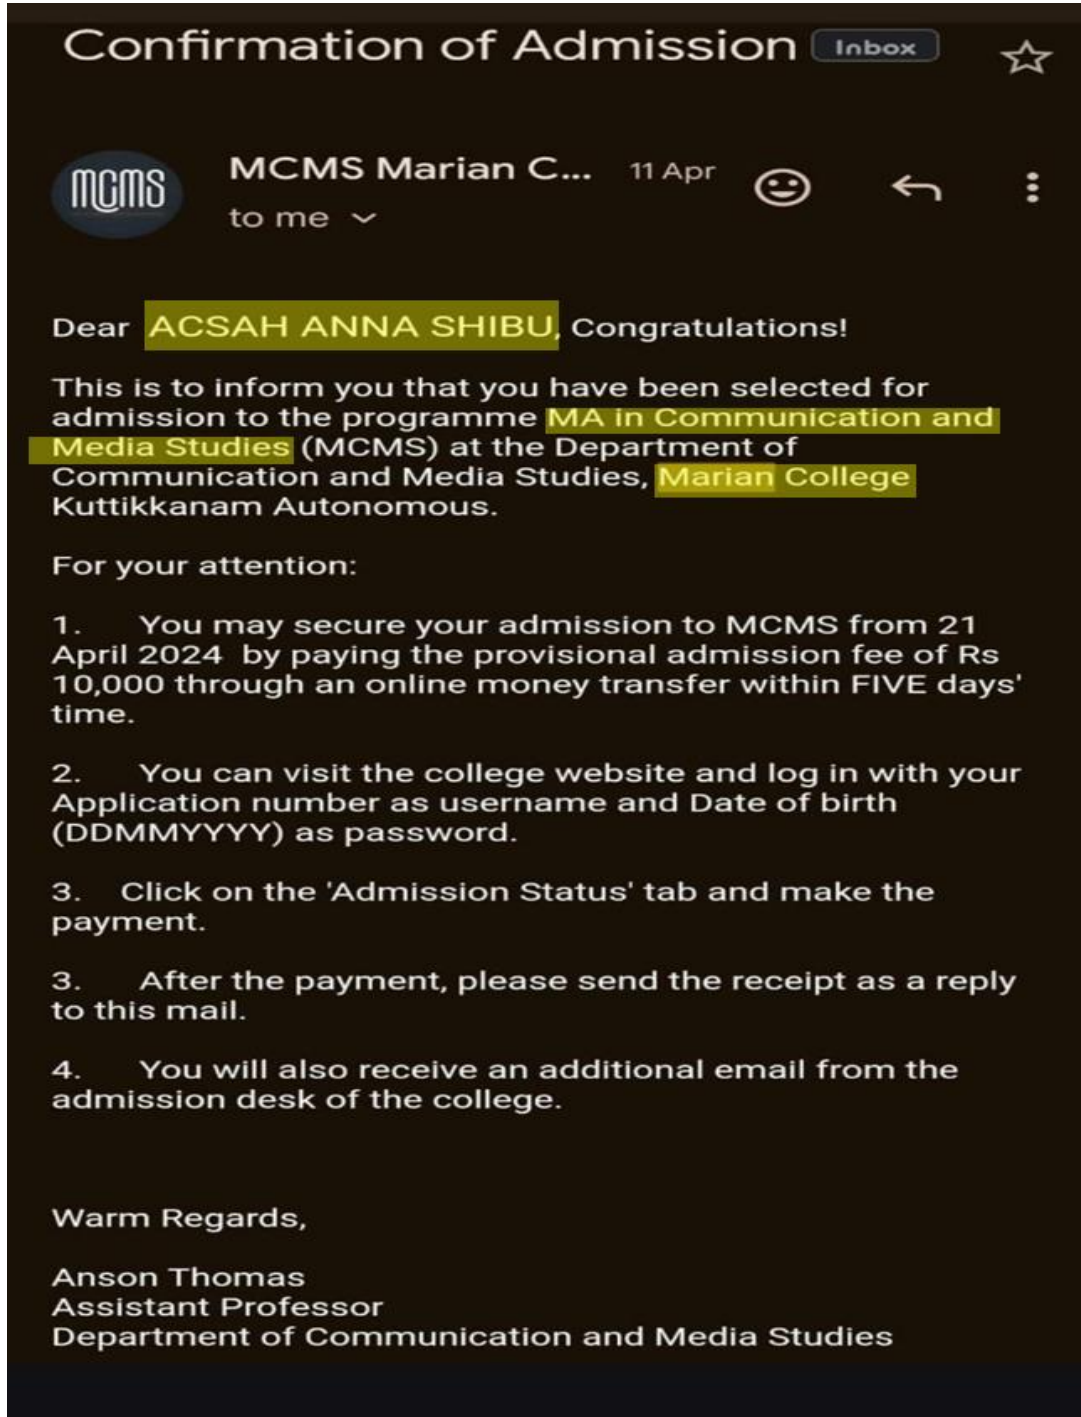 Confirmation of Admission Inbox
mcms
MCMS Marian C... 11 Apr
to me
Dear ACSAH ANNA SHIBU, Congratulations!
This is to inform you that you have been selected for
admission to the programme MA in Communication and
Media Studies (MCMS) at the Department of
Communication and Media Studies, Marian College
Kuttikkanam Autonomous.
For your attention:
1. You may secure your admission to MCMS from 21
April 2024 by paying the provisional admission fee of Rs
10,000 through an online money transfer within FIVE days'
time.
2. You can visit the college website and log in with your
Application number as username and Date of birth
(DDMMYYYY) as password.
3. Click on the 'Admission Status' tab and make the
payment.
3. After the payment, please send the receipt as a reply
to this mail.
4. You will also receive an additional email from the
admission desk of the college.
Warm Regards,
Anson Thomas
Assistant Professor
Department of Communication and Media Studies